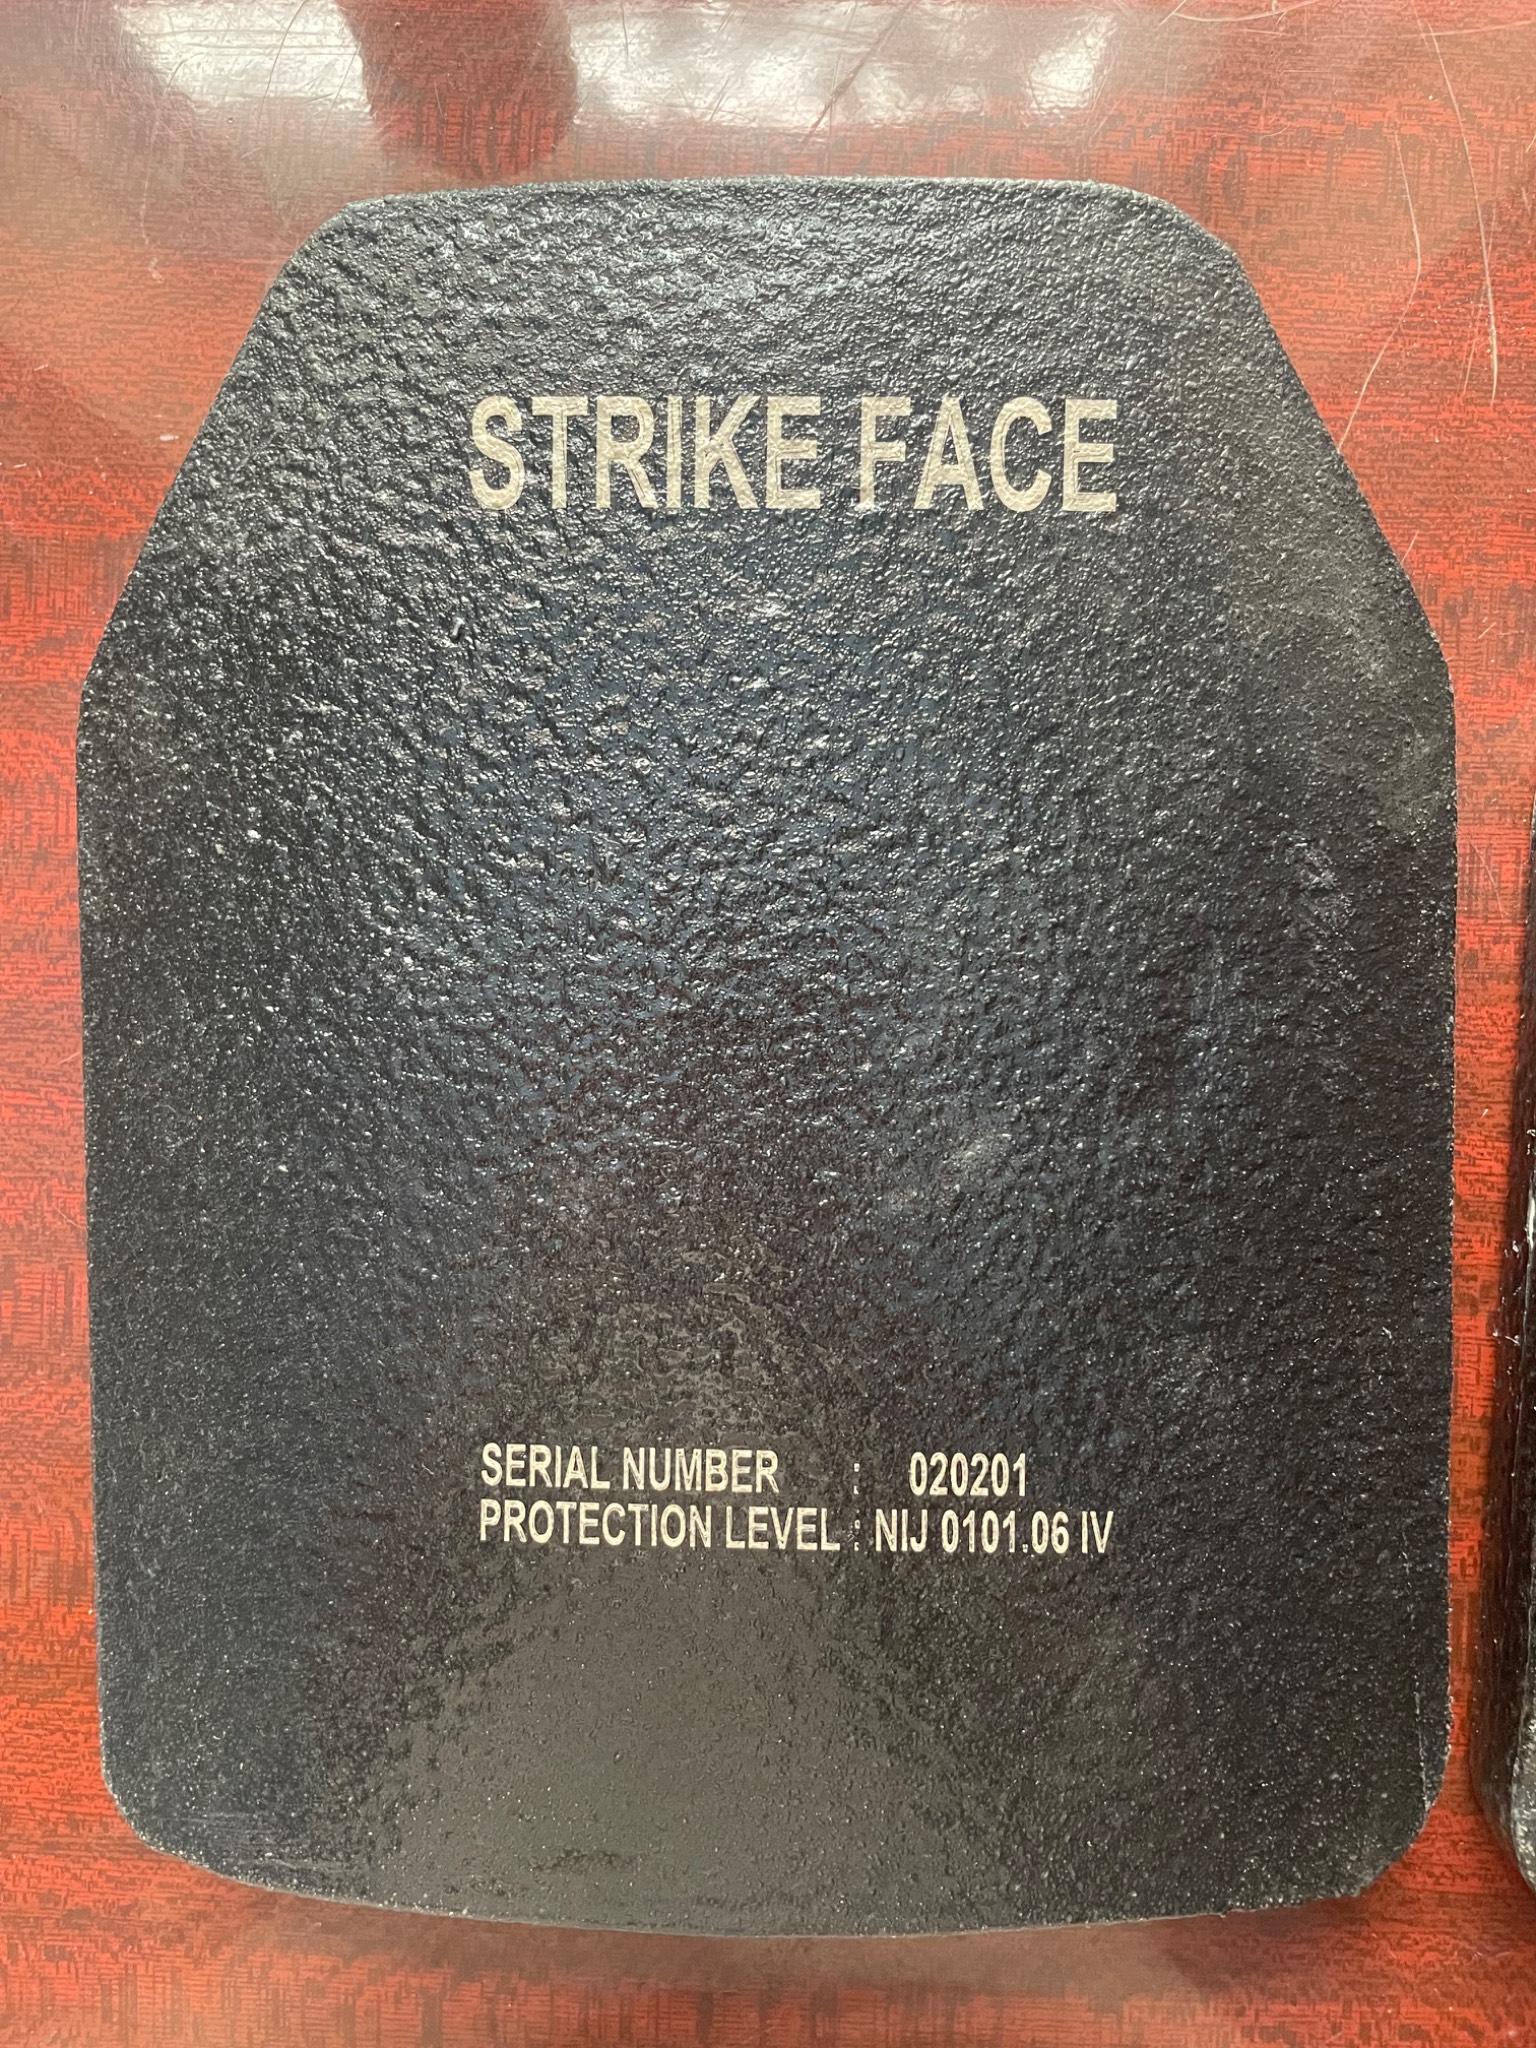 STRIKE FACE
SERIAL NUMBER : 020201
PROTECTION LEVEL : NIJ 0101.06 IV